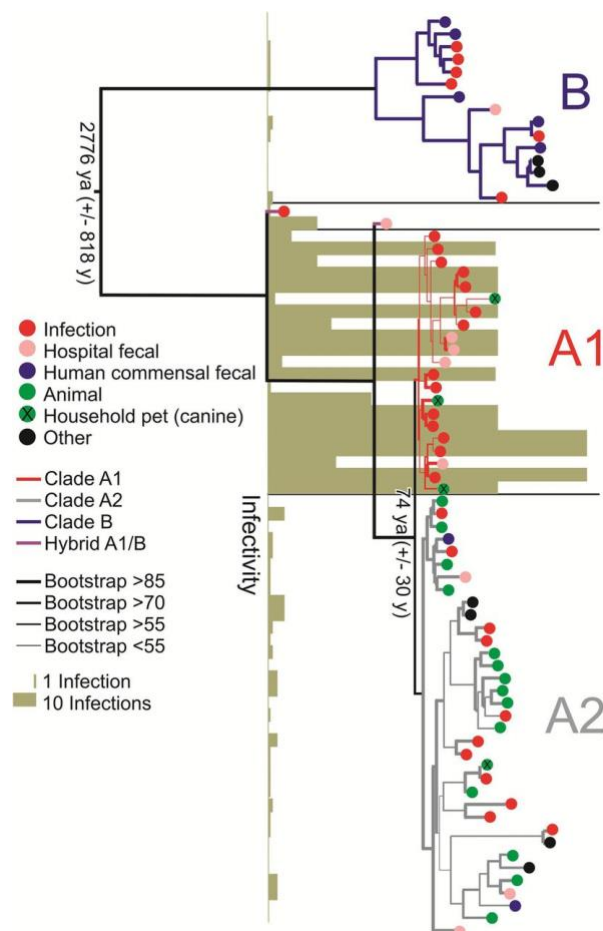 B
2776 ya (+/- 818 y)
A1
Infection
Hospital fecal
Human commensal fecal
Animal
X Household pet (canine)
Other
Clade A1
Clade A2
Clade B
Hybrid A1/B
Infectivity
74 ya (+/- 30 y)
Bootstrap >85
Bootstrap >70
Bootstrap >55
Bootstrap <55
1 Infection
10 Infections
A2